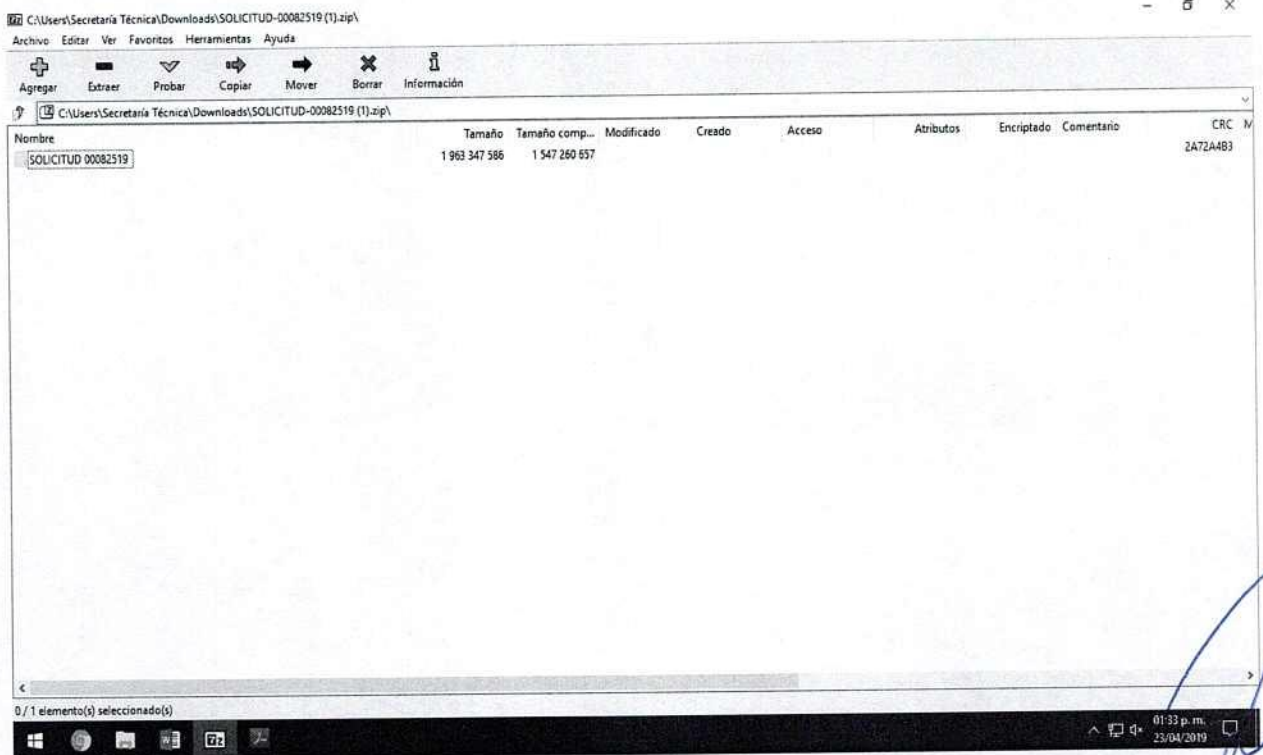 7z C:\Users\Secretaría Técnica\Downloads\SOLICITUD-00082519 (1).zip\
Archivo Editar Ver Favoritos Herramientas Ayuda
Agregar Extraer Probar Copiar Mover Borrar Información
C:\Users\Secretaría Técnica\Downloads\SOLICITUD-00082519 (1).zip\
Nombre Tamaño Tamaño comp... Modificado Creado Acceso Atributos Encriptado Comentario CRC M
SOLICITUD 00082519 1 963 347 586 1 547 260 657 2A72A4B3
0 / 1 elemento(s) seleccionado(s)
01:33 p. m.
23/04/2019